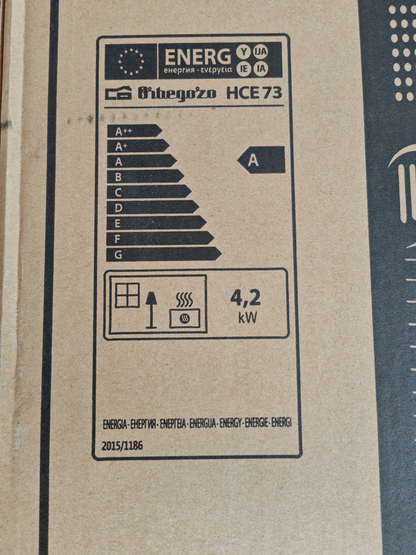 ENERG Y IJA
енергия · ενεργεια IE IA
Orbegozo HCE 73
A++
A+
A
A
B
C
D
E
F
G
4,2
kW
ENERGIA · ЕНЕРГИЯ · ΕΝΕΡΓΕΙΑ · ENERGIJA · ENERGY · ENERGIE · ENERGI
2015/1186